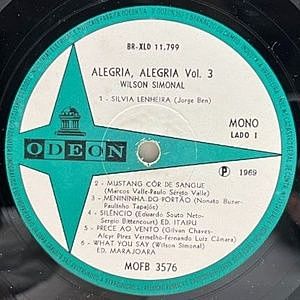 BR-XLD 11.799
ALEGRIA, ALEGRIA Vol. 3
WILSON SIMONAL
1 - SILVIA LENHEIRA (Jorge Ben)
MONO
LADO 1
ODEON
P 1969
2 - MUSTANG CÔR DE SANGUE
(Marcos Valle-Paulo Sérgio Valle)
3 - MENININHA DO PORTÃO (Nonato Buzar-
Paulinho Tapajós)
4 - SILENCIO (Eduardo Souto Neto-
Sergio Bittencourt) ED. ITAIPU
5 - PRECE AO VENTO (Gilvan Chaves-
Alcyr Pires Vermelho-Fernando Luiz Câmara)
6 - WHAT YOU SAY (Wilson Simonal)
ED. MARAJOARA
MOFB 3576